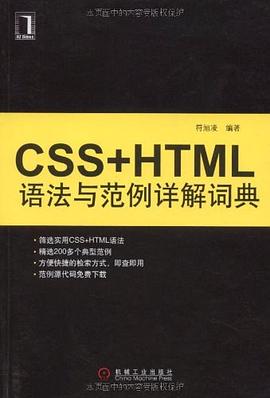 本页面中的内容受版权保护
符旭凌 编著
CSS+HTML
语法与范例详解词典
• 筛选实用CSS+HTML语法
• 精选200多个典型范例
• 方便快捷的检索方式，即查即用
• 范例源代码免费下载
机械工业出版社
China Machine Press
本页面中的内容受版权保护